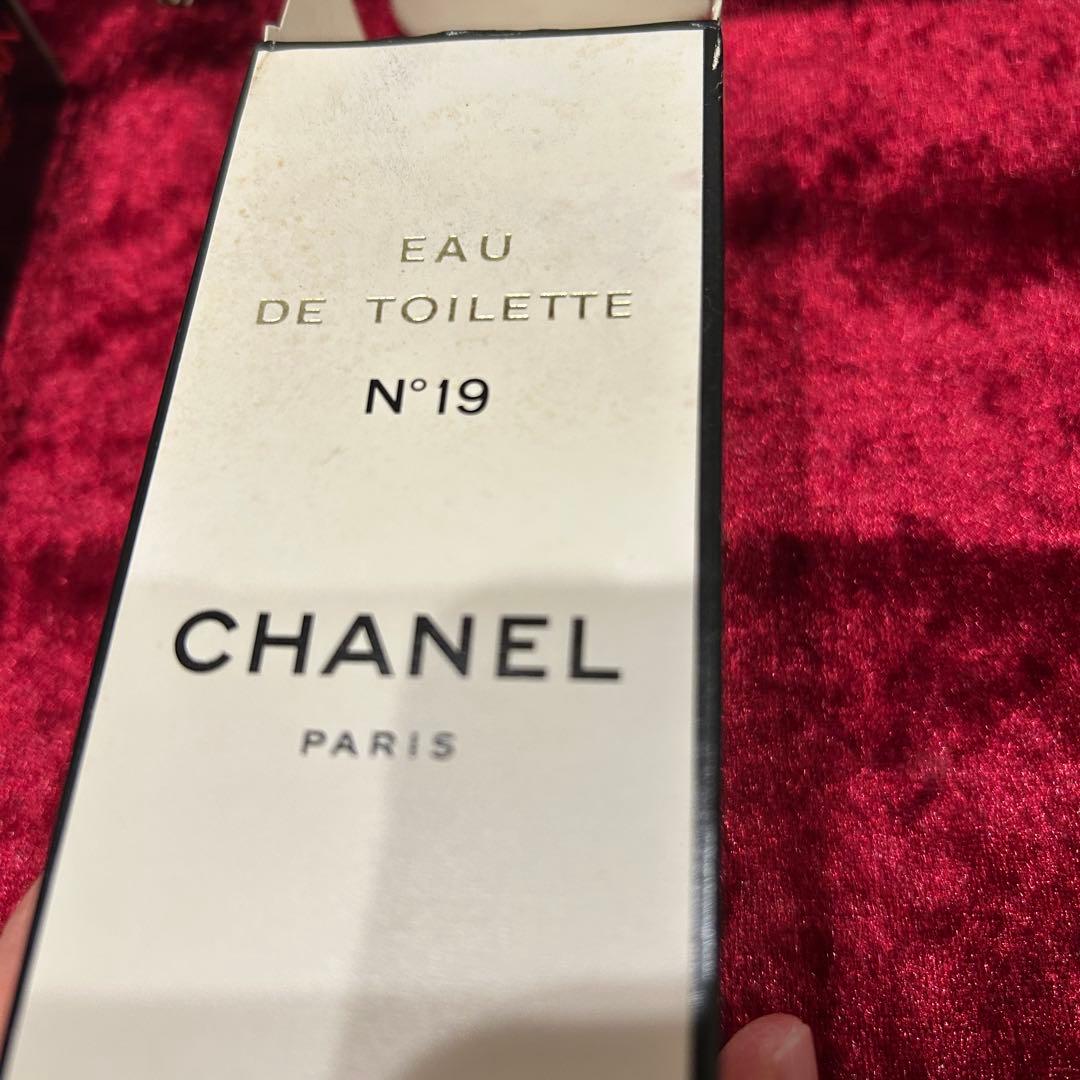 EAU
DE TOILETTE
N°19
CHANEL
PARIS